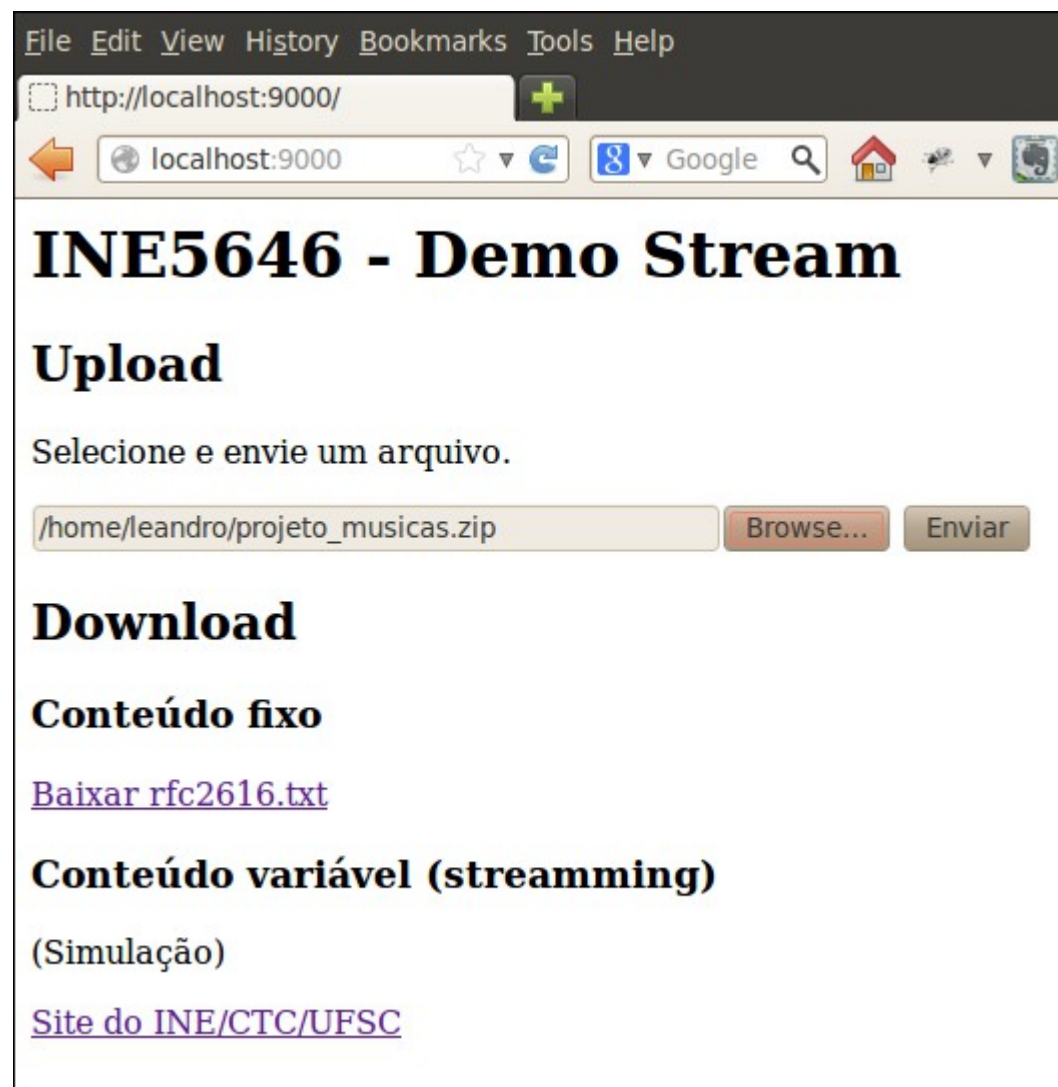 File Edit View History Bookmarks Tools Help
http://localhost:9000/
localhost:9000 8 Google
INE5646 - Demo Stream
Upload
Selecione e envie um arquivo.
/home/leandro/projeto_musicas.zip Browse... Enviar
Download
Conteúdo fixo
Baixar rfc2616.txt
Conteúdo variável (streamming)
(Simulação)
Site do INE/CTC/UFSC